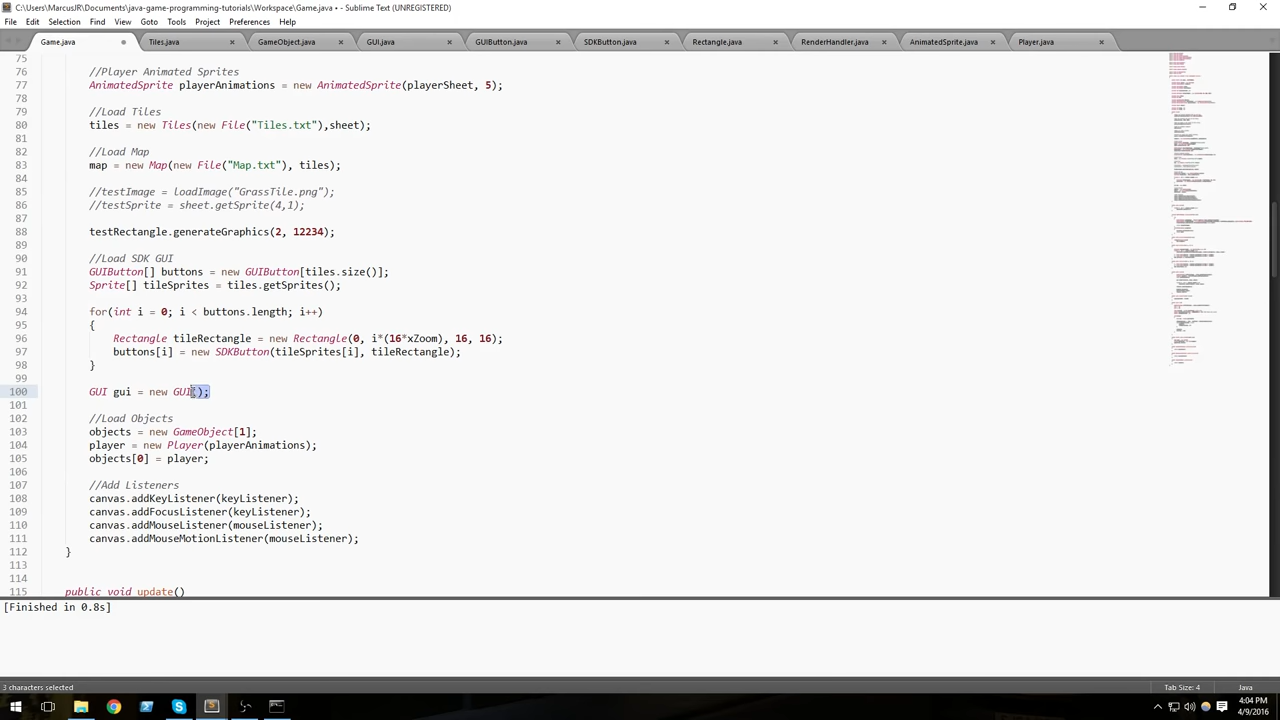 C:\Users\MarcusJR\Documents\java-game-programming-tutorials\Workspace\Game.java • - Sublime Text (UNREGISTERED)
File Edit Selection Find View Goto Tools Project Preferences Help
Game.java Tiles.java GameObject.java GUI.java GUIButton.java SDKButton.java Rectangle.java RenderHandler.java AnimatedSprite.java Player.java
75
76 //Player Animated Sprites
77 AnimatedSprite playerAnimations = new AnimatedSprite(playerSheet, 5);
78
79 //Load Tiles
80 tiles = new Tiles(new File("Tiles.txt"),sheet);
81
82 //Load Map
83 map = new Map(new File("Map.txt"), tiles);
84
85 //testImage = loadImage("GrassTile.png");
86 //testSprite = sheet.getSprite(4,1);
87
88 testRectangle.generateGraphics(2, 12234);
89
90 //Load SDK GUI
91 GUIButton[] buttons = new GUIButton[tiles.size()];
92 Sprite[] tileSprites = tiles.getSprites();
93
94 for(int i = 0; i < buttons.length; i++)
95 {
96 Rectangle tileRectangle = new Rectangle(0, i*(16*xZoom), 16, 16);
97 buttons[i] = new SDKButton(tileSprites[i], tileRectangle);
98 }
99
100 GUI gui = new GUI();
101
102 //Load Objects
103 objects = new GameObject[1];
104 player = new Player(playerAnimations);
105 objects[0] = player;
106
107 //Add Listeners
108 canvas.addKeyListener(keyListener);
109 canvas.addFocusListener(keyListener);
110 canvas.addMouseListener(mouseListener);
111 canvas.addMouseMotionListener(mouseListener);
112 }
113
114
115 public void update()
[Finished in 0.8s]
3 characters selected Tab Size: 4 Java
4:04 PM
4/9/2016